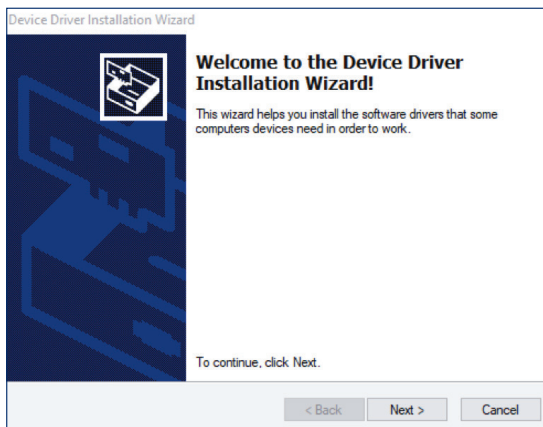 Device Driver Installation Wizard
Welcome to the Device Driver
Installation Wizard!
This wizard helps you install the software drivers that some
computers devices need in order to work.
To continue, click Next.
< Back
Next >
Cancel